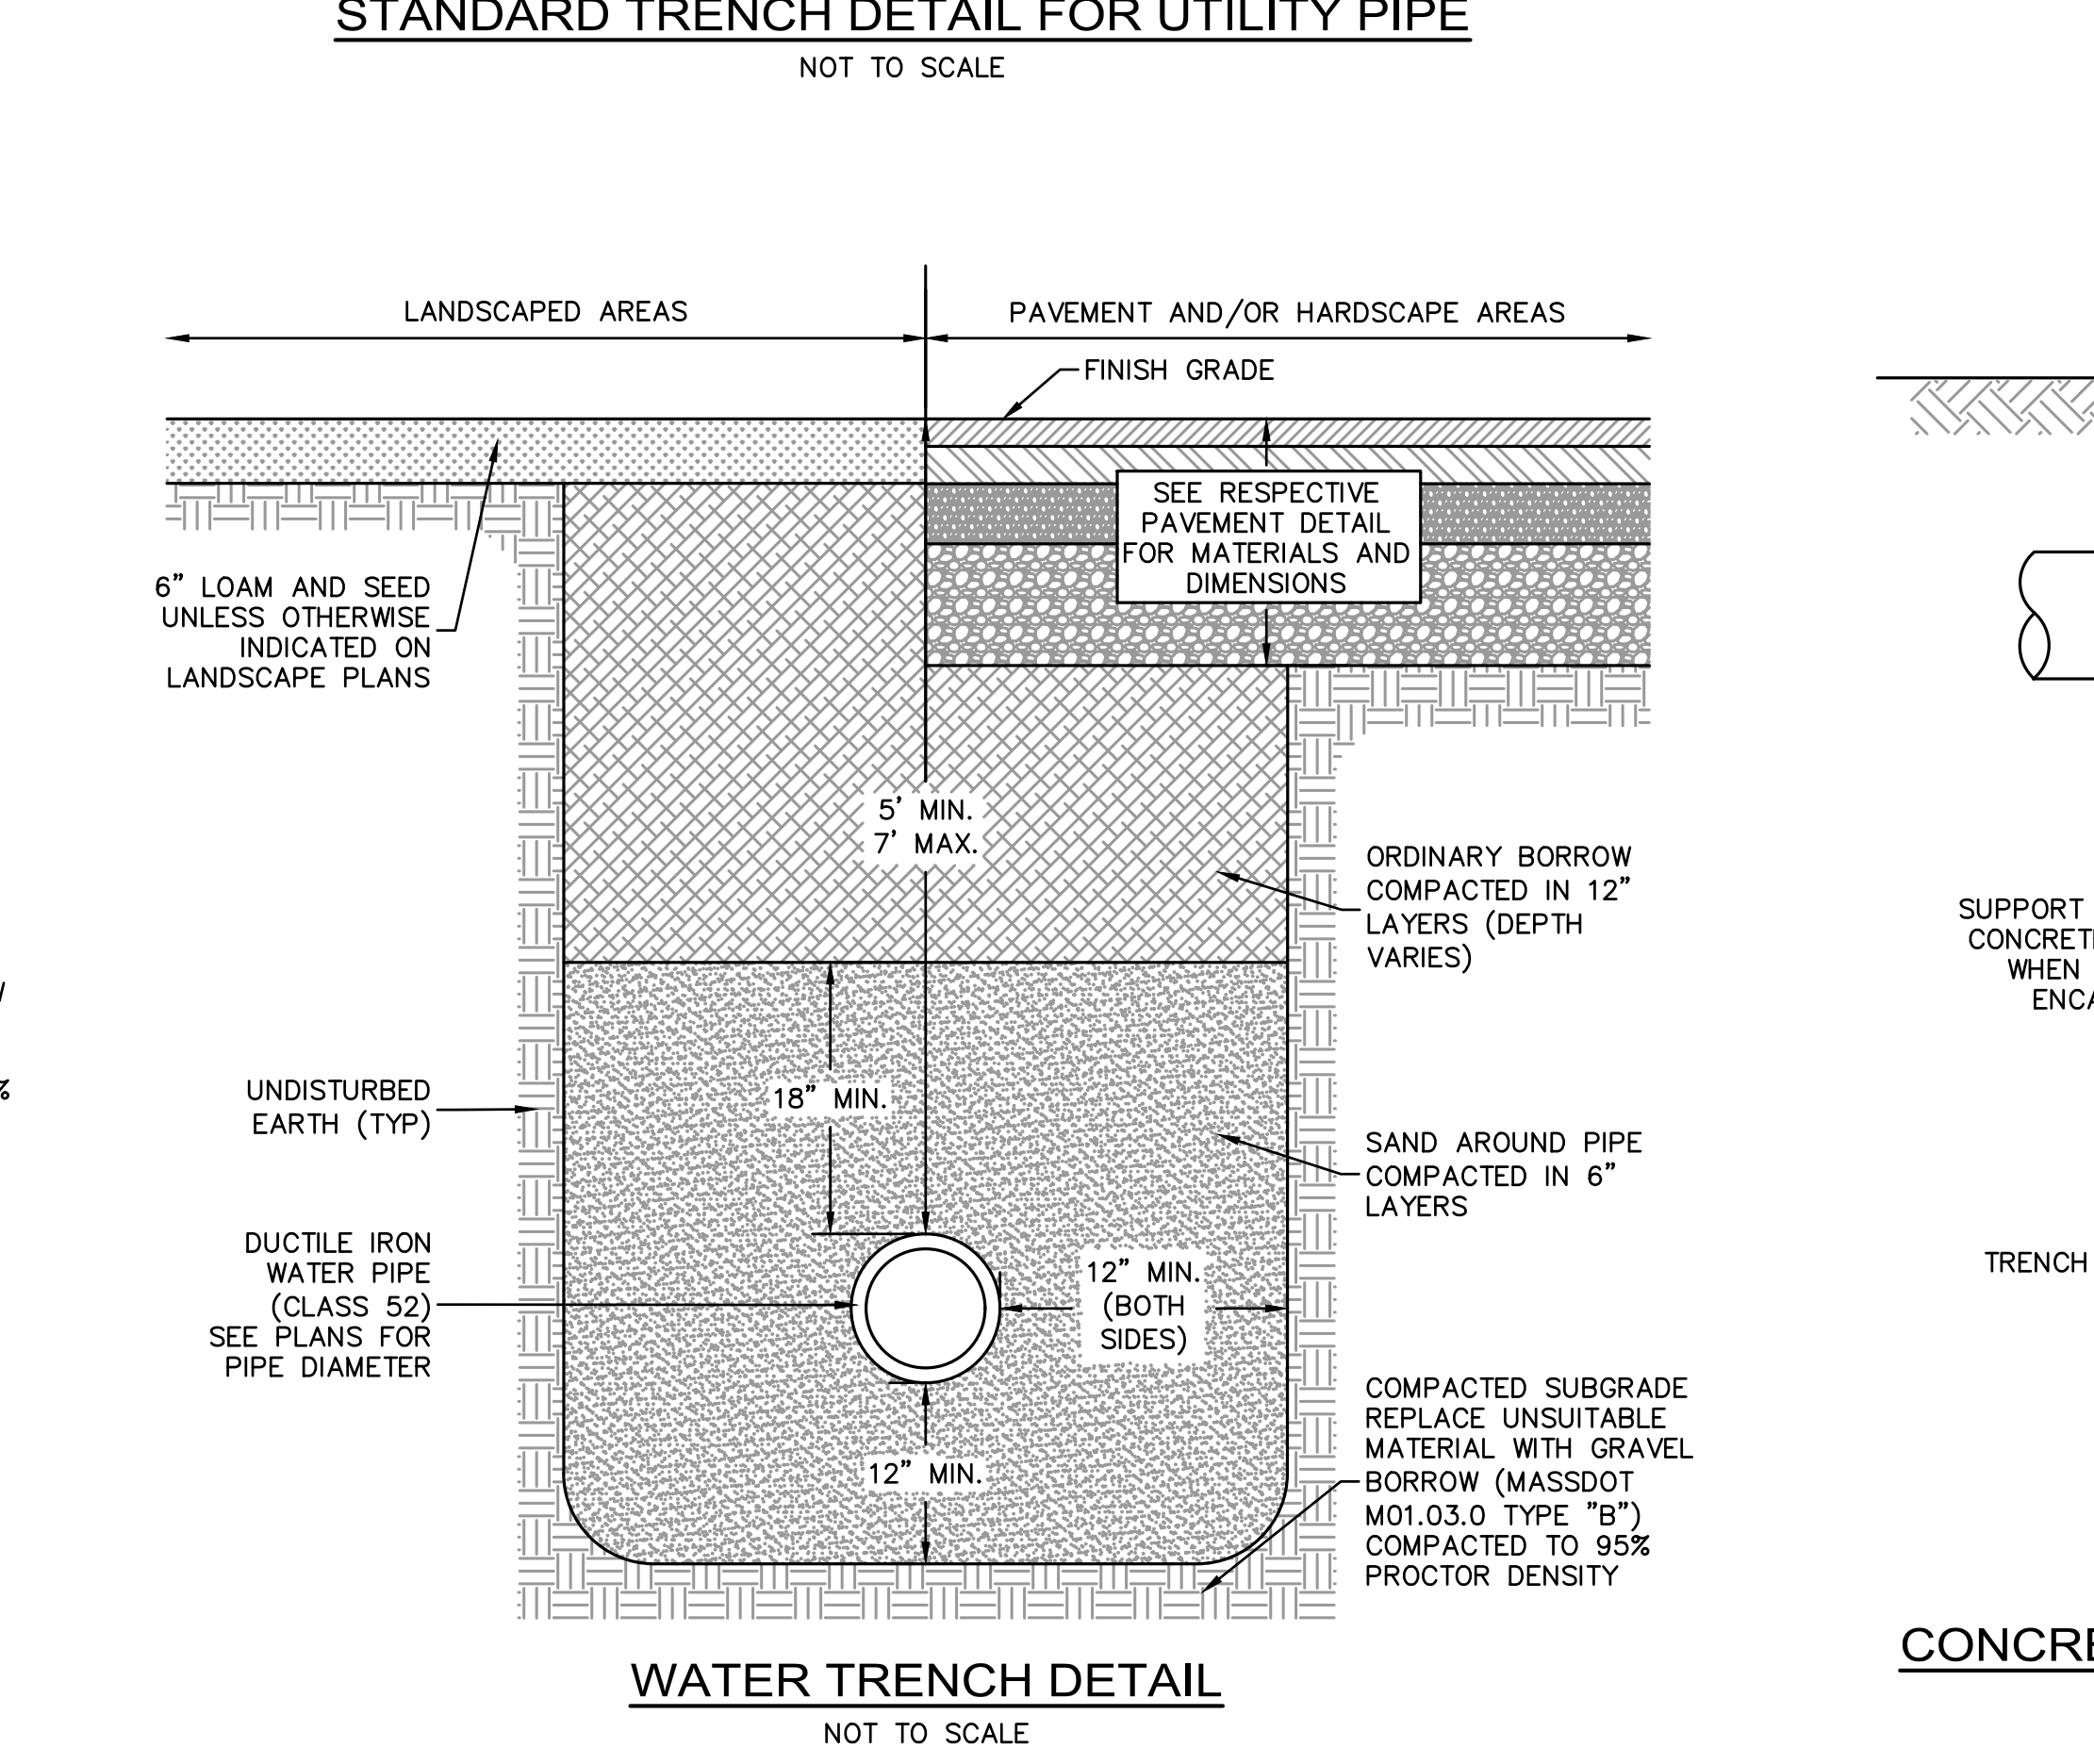 STANDARD TRENCH DETAIL FOR UTILITY PIPE
NOT TO SCALE
LANDSCAPED AREAS
PAVEMENT AND/OR HARDSCAPE AREAS
FINISH GRADE
SEE RESPECTIVE
PAVEMENT DETAIL
FOR MATERIALS AND
DIMENSIONS
6" LOAM AND SEED
UNLESS OTHERWISE
INDICATED ON
LANDSCAPE PLANS
5' MIN.
7' MAX.
ORDINARY BORROW
COMPACTED IN 12"
LAYERS (DEPTH
VARIES)
UNDISTURBED
EARTH (TYP)
18" MIN.
SAND AROUND PIPE
COMPACTED IN 6"
LAYERS
DUCTILE IRON
WATER PIPE
(CLASS 52)
SEE PLANS FOR
PIPE DIAMETER
12" MIN.
(BOTH
SIDES)
12" MIN.
COMPACTED SUBGRADE
REPLACE UNSUITABLE
MATERIAL WITH GRAVEL
BORROW (MASSDOT
M01.03.0 TYPE "B")
COMPACTED TO 95%
PROCTOR DENSITY
WATER TRENCH DETAIL
NOT TO SCALE
%
SUPPORT
CONCRET
WHEN
ENCA
TRENCH
CONCRE